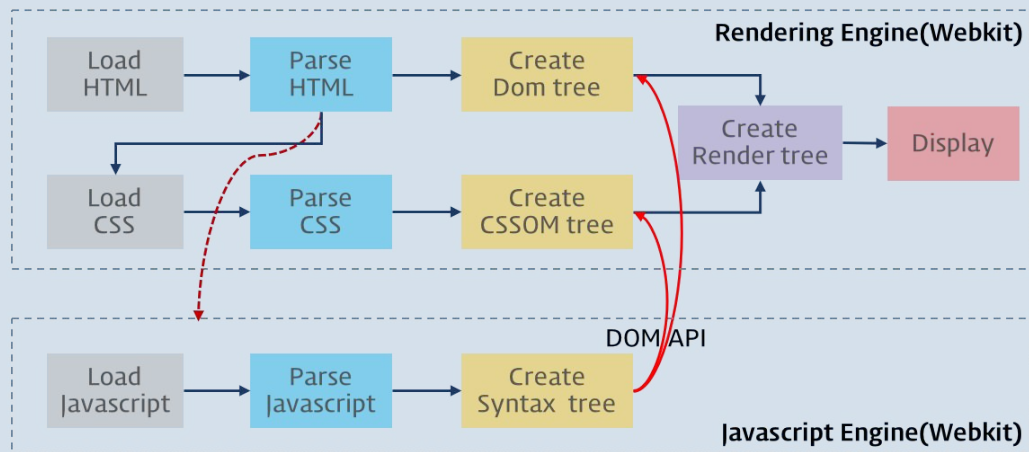 Rendering Engine(Webkit)
Load
HTML
Parse
HTML
Create
Dom tree
Create
Render tree
Display
Load
CSS
Parse
CSS
Create
CSSOM tree
DOM API
Load
Javascript
Parse
Javascript
Create
Syntax tree
Javascript Engine(Webkit)